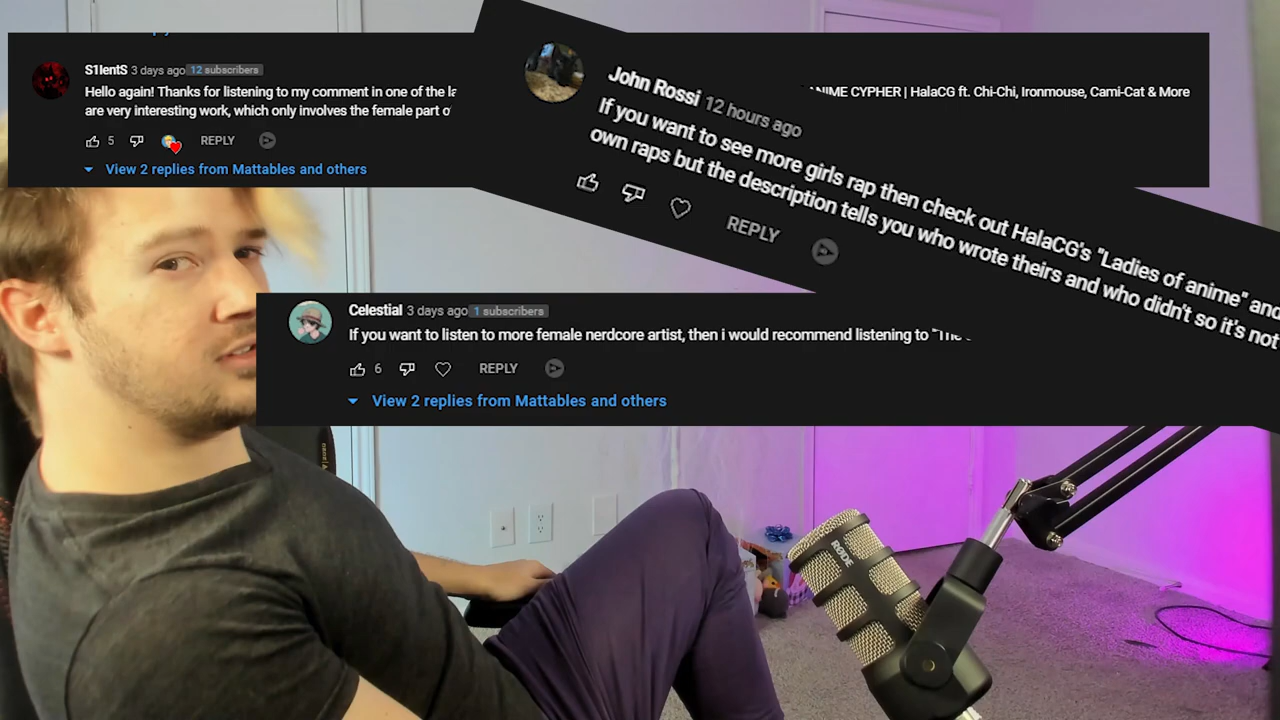 S1lentS 3 days ago 12 subscribers
Hello again! Thanks for listening to my comment in one of the
are very interesting work, which only involves the female part
5 REPLY
View 2 replies from Mattables and others
ANIME CYPHER | HalaCG ft. Chi-Chi, Ironmouse, Cami-Cat & More
John Rossi 12 hours ago
If you want to see more girls rap then check out HalaCG's "Ladies of anime" and
own raps but the description tells you who wrote theirs and who didn't so it's not
REPLY
Celestial 3 days ago 1 subscribers
If you want to listen to more female nerdcore artist, then i would recommend listening to "The
6 REPLY
View 2 replies from Mattables and others
RØDE